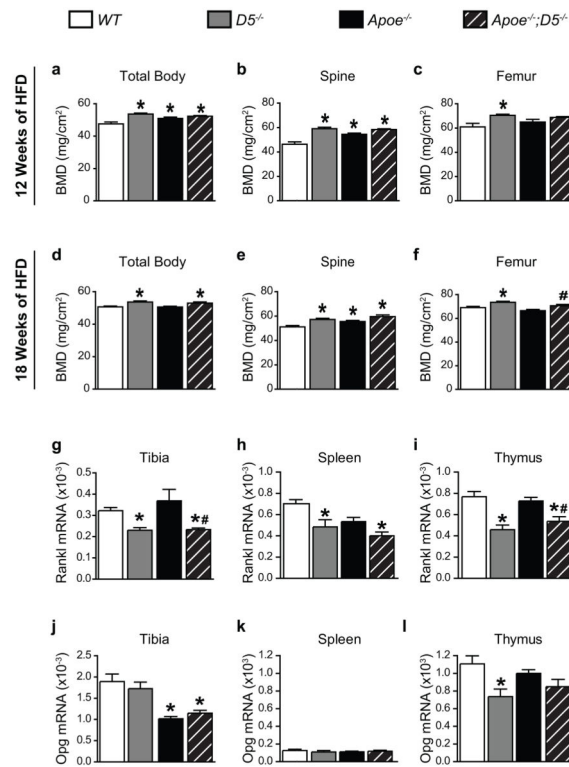 WT D5-/- Apoe-/- Apoe-/-;D5-/-
12 Weeks of HFD
a Total Body
BMD (mg/cm2)
60
40
20
0
* * *
b Spine
BMD (mg/cm2)
80
60
40
20
0
* * *
c Femur
BMD (mg/cm2)
80
60
40
20
0
*
18 Weeks of HFD
d Total Body
BMD (mg/cm2)
60
40
20
0
* *
e Spine
BMD (mg/cm2)
80
60
40
20
0
* * *
f Femur
BMD (mg/cm2)
80
60
40
20
0
* #
g Tibia
Rankl mRNA (x10-3)
0.5
0.4
0.3
0.2
0.1
0.0
* *#
h Spleen
Rankl mRNA (x10-3)
1.0
0.8
0.6
0.4
0.2
0.0
* *
i Thymus
Rankl mRNA (x10-3)
1.0
0.8
0.6
0.4
0.2
0.0
* *#
j Tibia
Opg mRNA (x10-3)
2.5
2.0
1.5
1.0
0.5
0.0
* *
k Spleen
Opg mRNA (x10-3)
1.2
1.0
0.8
0.6
0.4
0.2
0.0
l Thymus
Opg mRNA (x10-3)
1.2
1.0
0.8
0.6
0.4
0.2
0.0
*